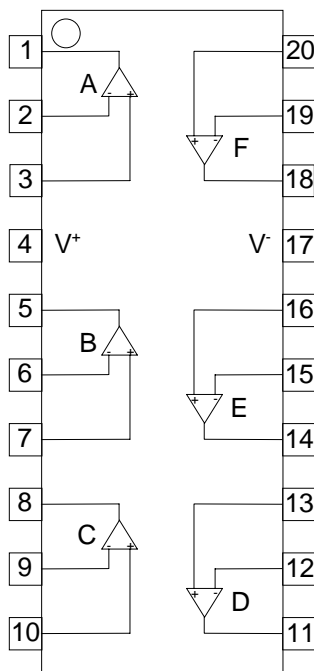 1 20
A
- +
2 19
+ -
F
3 18
4 V+ V- 17
5 16
B
- +
6 15
+ -
E
7 14
8 13
C
- +
9 12
+ -
D
10 11